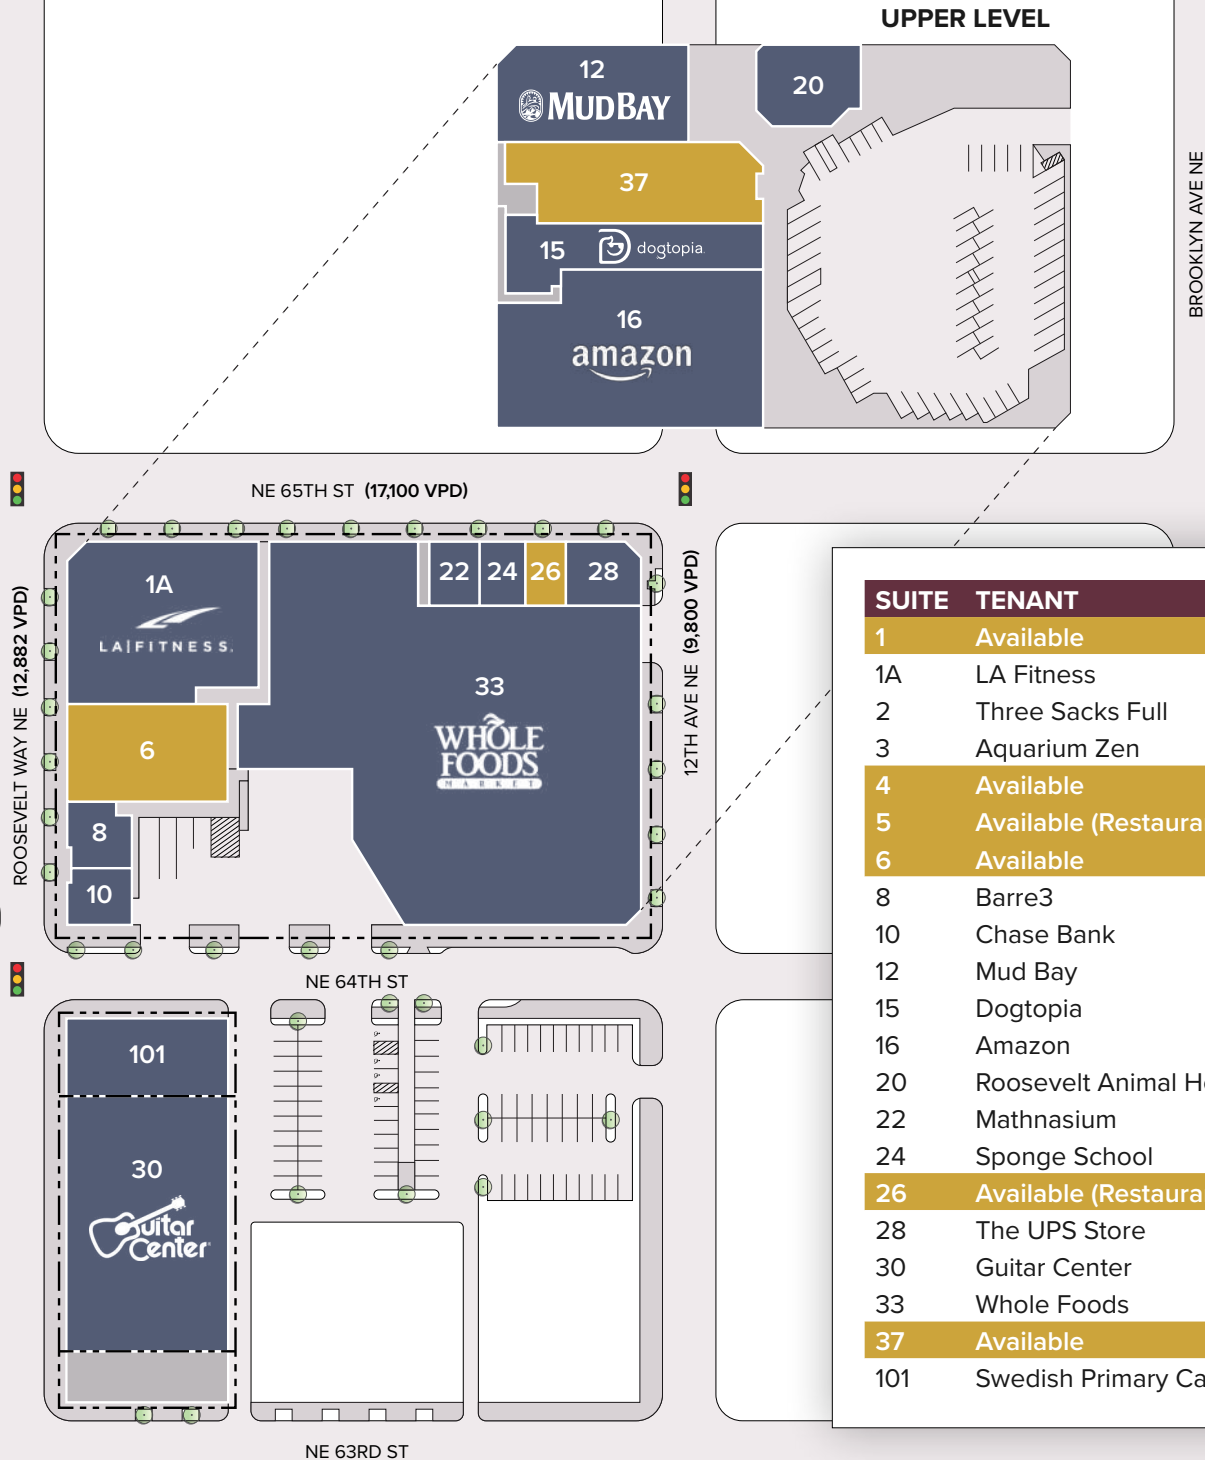 UPPER LEVEL
12
MUD BAY
20
37
15
dogtopia
16
amazon
BROOKLYN AVE NE
NE 65TH ST (17,100 VPD)
1A
LA|FITNESS.
22
24
26
28
33
WHOLE
FOODS
MARKET
6
8
10
ROOSEVELT WAY NE (12,882 VPD)
12TH AVE NE (9,800 VPD)
NE 64TH ST
101
30
Guitar
Center
NE 63RD ST
SUITE TENANT
1 Available
1A LA Fitness
2 Three Sacks Full
3 Aquarium Zen
4 Available
5 Available (Restaura
6 Available
8 Barre3
10 Chase Bank
12 Mud Bay
15 Dogtopia
16 Amazon
20 Roosevelt Animal H
22 Mathnasium
24 Sponge School
26 Available (Restaura
28 The UPS Store
30 Guitar Center
33 Whole Foods
37 Available
101 Swedish Primary Ca